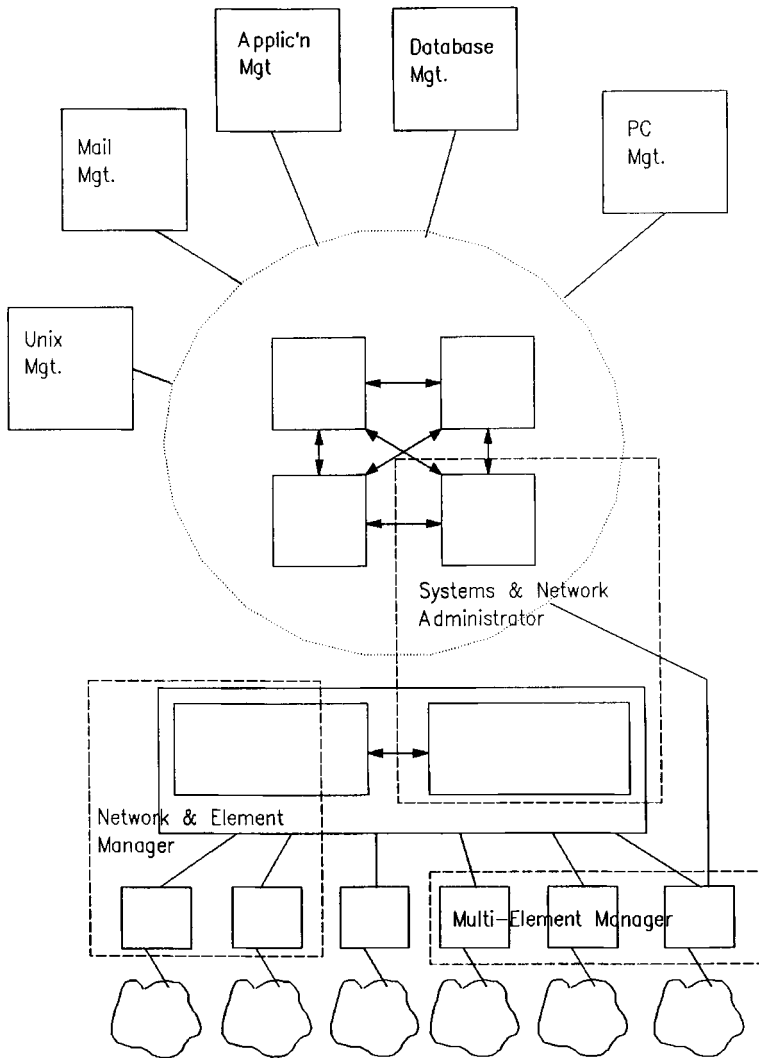 Applic'n
Mgt
Database
Mgt.
Mail
Mgt.
PC
Mgt.
Unix
Mgt.
Systems & Network
Administrator
Network & Element
Manager
Multi-Element Manager